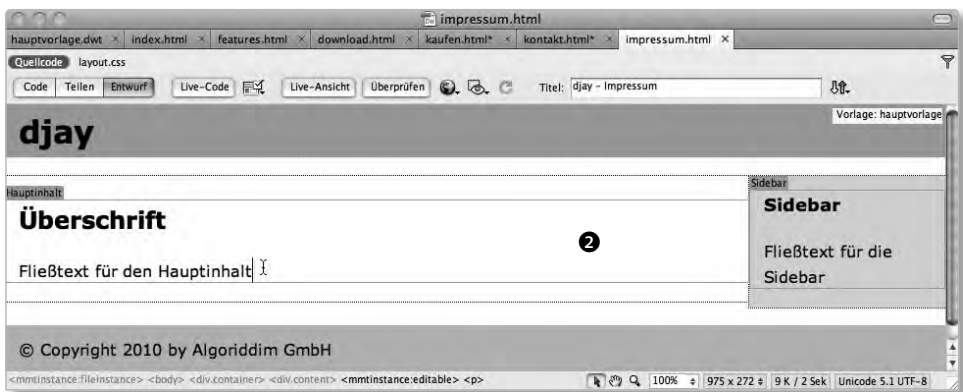 impressum.html
hauptvorlage.dwt × index.html × features.html × download.html × kaufen.html* × kontakt.html* × impressum.html ×
Quellcode layout.css
Code Teilen Entwurf Live-Code Live-Ansicht Überprüfen Titel: djay – Impressum
Vorlage: hauptvorlage
djay
Hauptinhalt
Überschrift
Fließtext für den Hauptinhalt
❷
Sidebar
Sidebar
Fließtext für die
Sidebar
© Copyright 2010 by Algoriddim GmbH
<mmtinstance:fileinstance> <body> <div.container> <div.content> <mmtinstance:editable> <p> 100% 975 x 272 9 K / 2 Sek Unicode 5.1 UTF-8